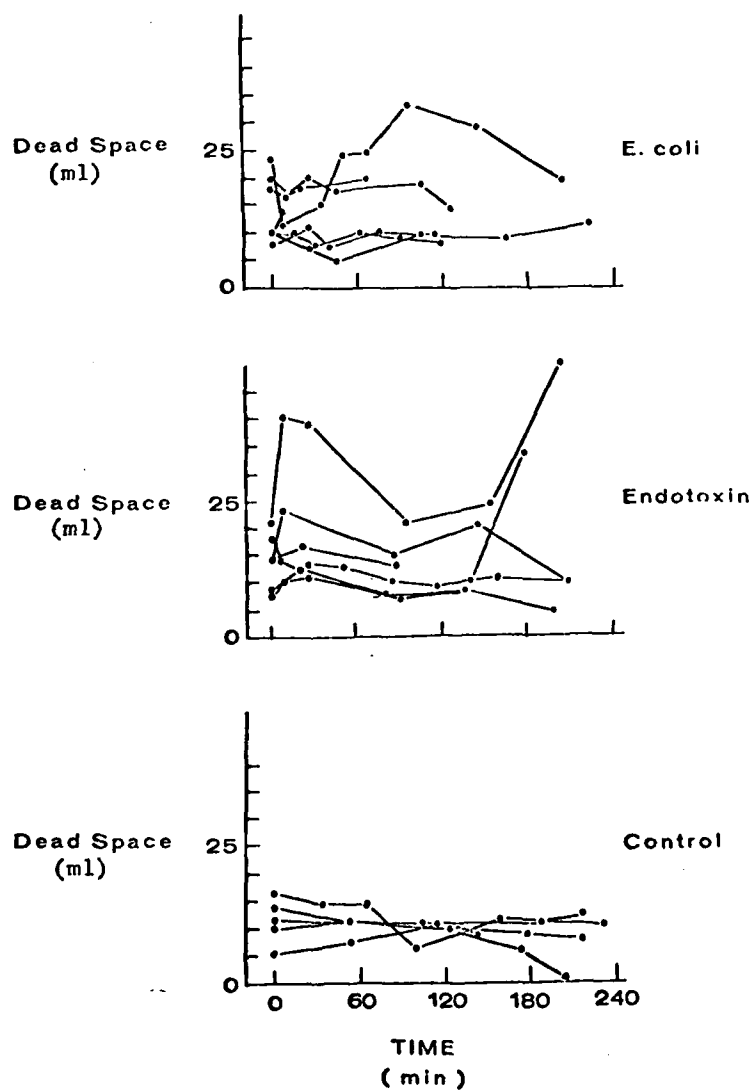 Dead Space
(ml)
25
0
E. coli
Dead Space
(ml)
25
0
Endotoxin
Dead Space
(ml)
25
0
Control
0 60 120 180 240
TIME
(min)